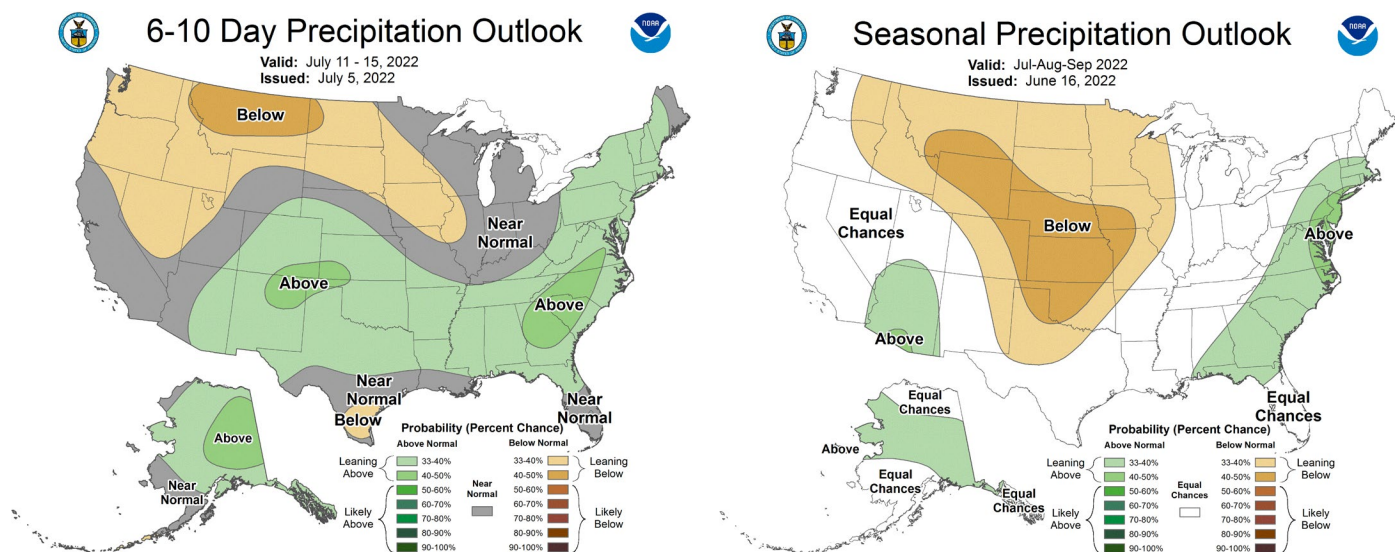 6-10 Day Precipitation Outlook
Valid: July 11 - 15, 2022
Issued: July 5, 2022
NOAA
Below
Near
Normal
Above
Above
Near
Normal
Below
Near
Normal
Above
Near
Normal
Probability (Percent Chance)
Above Normal
Below Normal
Leaning
Above
33-40%
40-50%
50-60%
60-70%
70-80%
80-90%
90-100%
Likely
Above
Near
Normal
33-40%
40-50%
50-60%
60-70%
70-80%
80-90%
90-100%
Leaning
Below
Likely
Below
Seasonal Precipitation Outlook
Valid: Jul-Aug-Sep 2022
Issued: June 16, 2022
NOAA
Equal
Chances
Below
Above
Above
Equal
Chances
Equal
Chances
Above
Equal
Chances
Equal
Chances
Probability (Percent Chance)
Above Normal
Below Normal
Leaning
Above
33-40%
40-50%
50-60%
60-70%
70-80%
80-90%
90-100%
Likely
Above
Equal
Chances
33-40%
40-50%
50-60%
60-70%
70-80%
80-90%
90-100%
Leaning
Below
Likely
Below